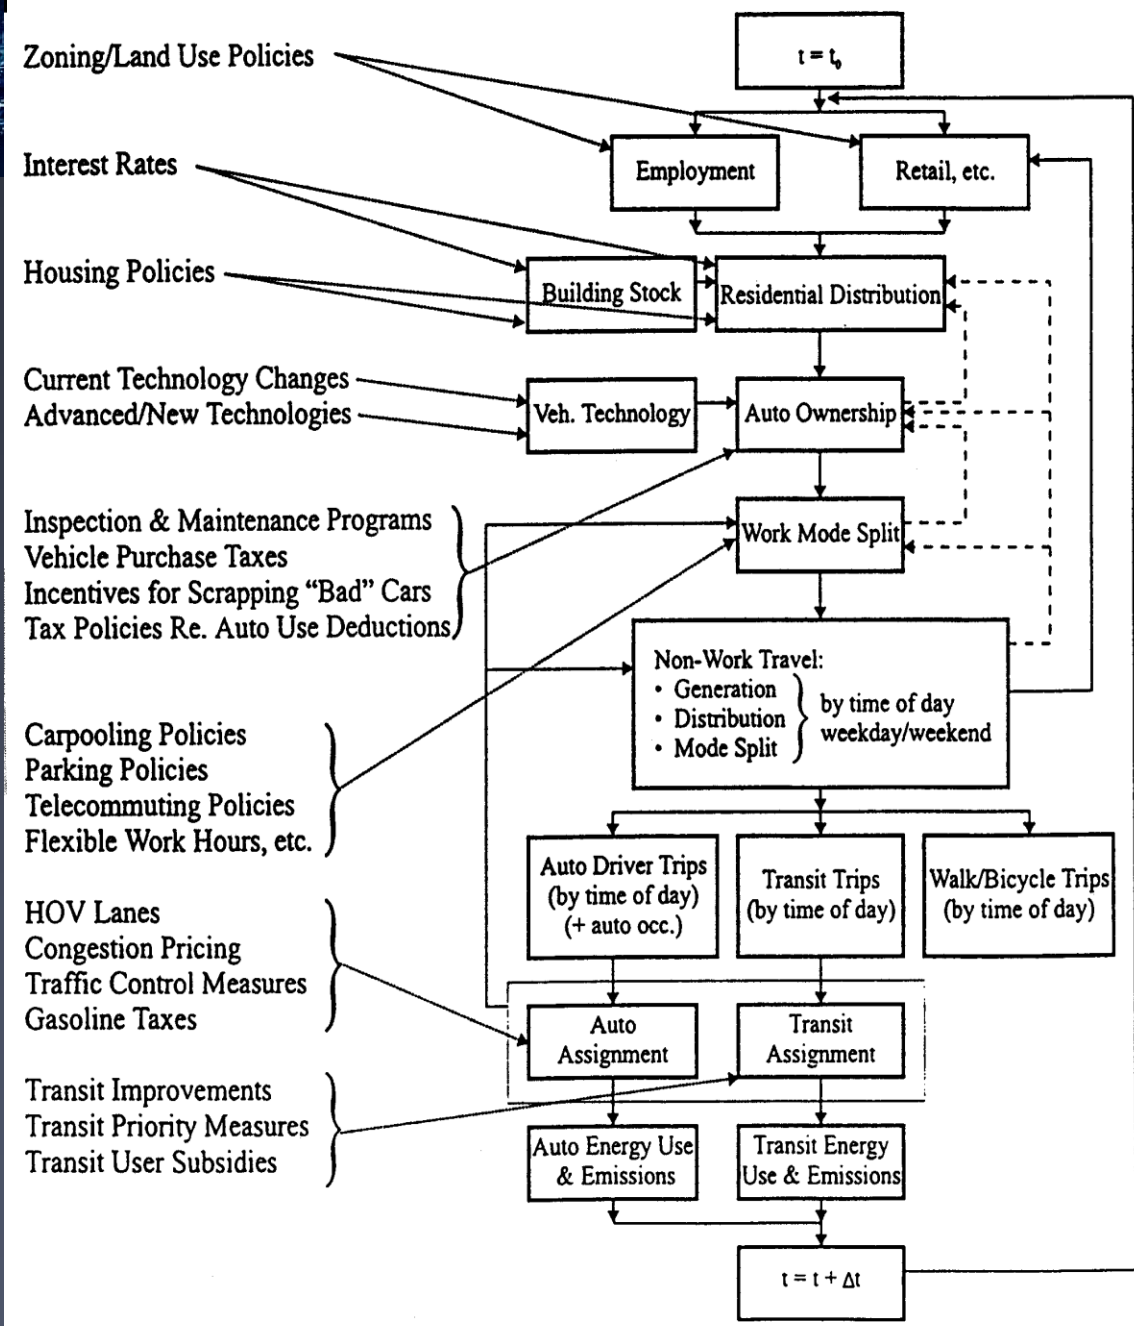 t = t₀
Zoning/Land Use Policies
Employment
Retail, etc.
Interest Rates
Housing Policies
Building Stock
Residential Distribution
Current Technology Changes
Advanced/New Technologies
Veh. Technology
Auto Ownership
Inspection & Maintenance Programs
Vehicle Purchase Taxes
Incentives for Scrapping “Bad” Cars
Tax Policies Re. Auto Use Deductions
Work Mode Split
Non-Work Travel:
• Generation
• Distribution
• Mode Split
by time of day
weekday/weekend
Carpooling Policies
Parking Policies
Telecommuting Policies
Flexible Work Hours, etc.
Auto Driver Trips
(by time of day)
(+ auto occ.)
Transit Trips
(by time of day)
Walk/Bicycle Trips
(by time of day)
HOV Lanes
Congestion Pricing
Traffic Control Measures
Gasoline Taxes
Auto
Assignment
Transit
Assignment
Transit Improvements
Transit Priority Measures
Transit User Subsidies
Auto Energy Use
& Emissions
Transit Energy
Use & Emissions
t = t + Δt